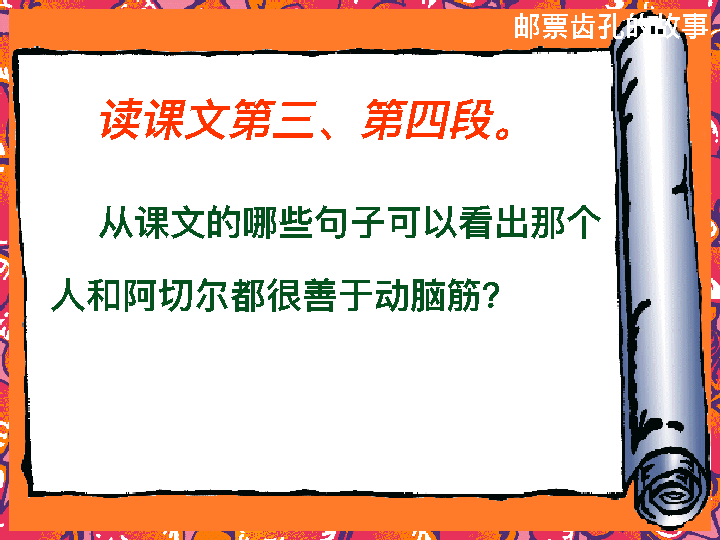 邮票齿孔的故事
读课文第三、第四段。
从课文的哪些句子可以看出那个
人和阿切尔都很善于动脑筋?